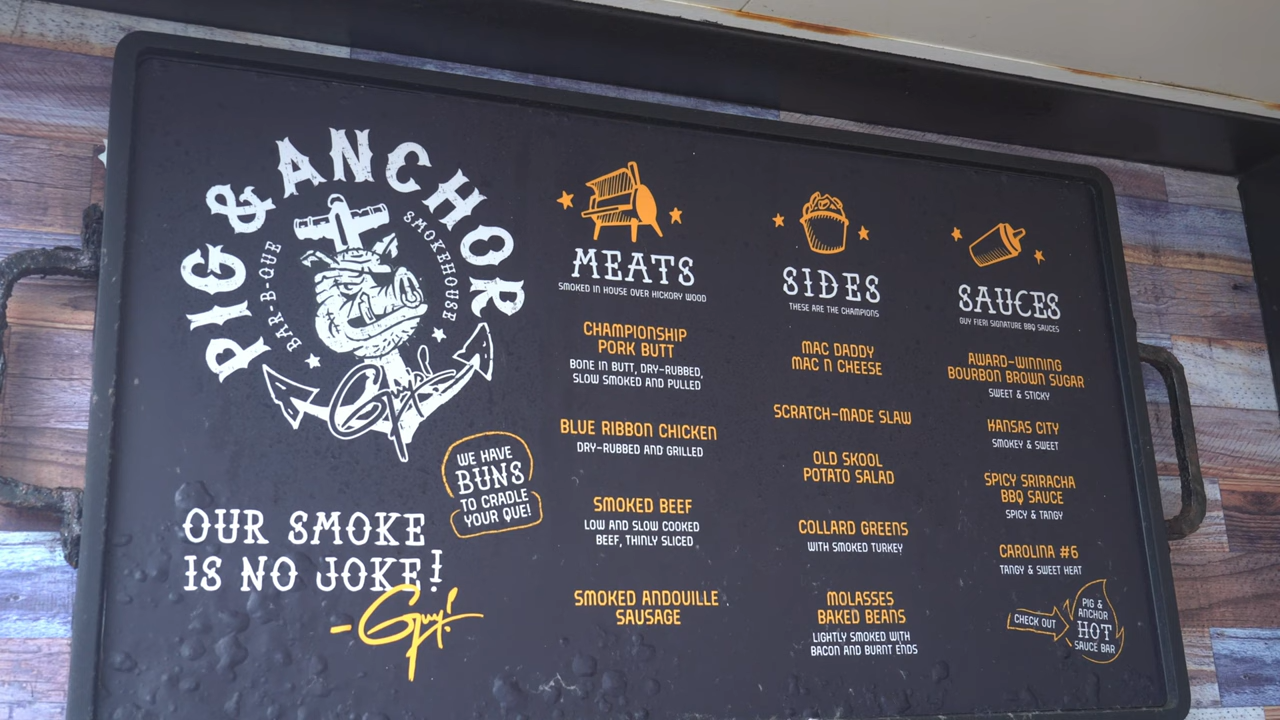 PIG & ANCHOR
BAR-B-QUE
SMOKEHOUSE
Guy's
WE HAVE
BUNS
TO CRADLE
YOUR QUE!
OUR SMOKE
IS NO JOKE!
-Guy!
MEATS
SMOKED IN HOUSE OVER HICKORY WOOD
CHAMPIONSHIP
PORK BUTT
BONE IN BUTT, DRY-RUBBED,
SLOW SMOKED AND PULLED
BLUE RIBBON CHICKEN
DRY-RUBBED AND GRILLED
SMOKED BEEF
LOW AND SLOW COOKED
BEEF, THINLY SLICED
SMOKED ANDOUILLE
SAUSAGE
SIDES
THESE ARE THE CHAMPIONS
MAC DADDY
MAC N CHEESE
SCRATCH-MADE SLAW
OLD SKOOL
POTATO SALAD
COLLARD GREENS
WITH SMOKED TURKEY
MOLASSES
BAKED BEANS
LIGHTLY SMOKED WITH
BACON AND BURNT ENDS
SAUCES
GUY FIERI SIGNATURE BBQ SAUCES
AWARD-WINNING
BOURBON BROWN SUGAR
SWEET & STICKY
KANSAS CITY
SMOKEY & SWEET
SPICY SRIRACHA
BBQ SAUCE
SPICY & TANGY
CAROLINA #6
TANGY & SWEET HEAT
CHECK OUT
PIG &
ANCHOR
HOT
SAUCE BAR